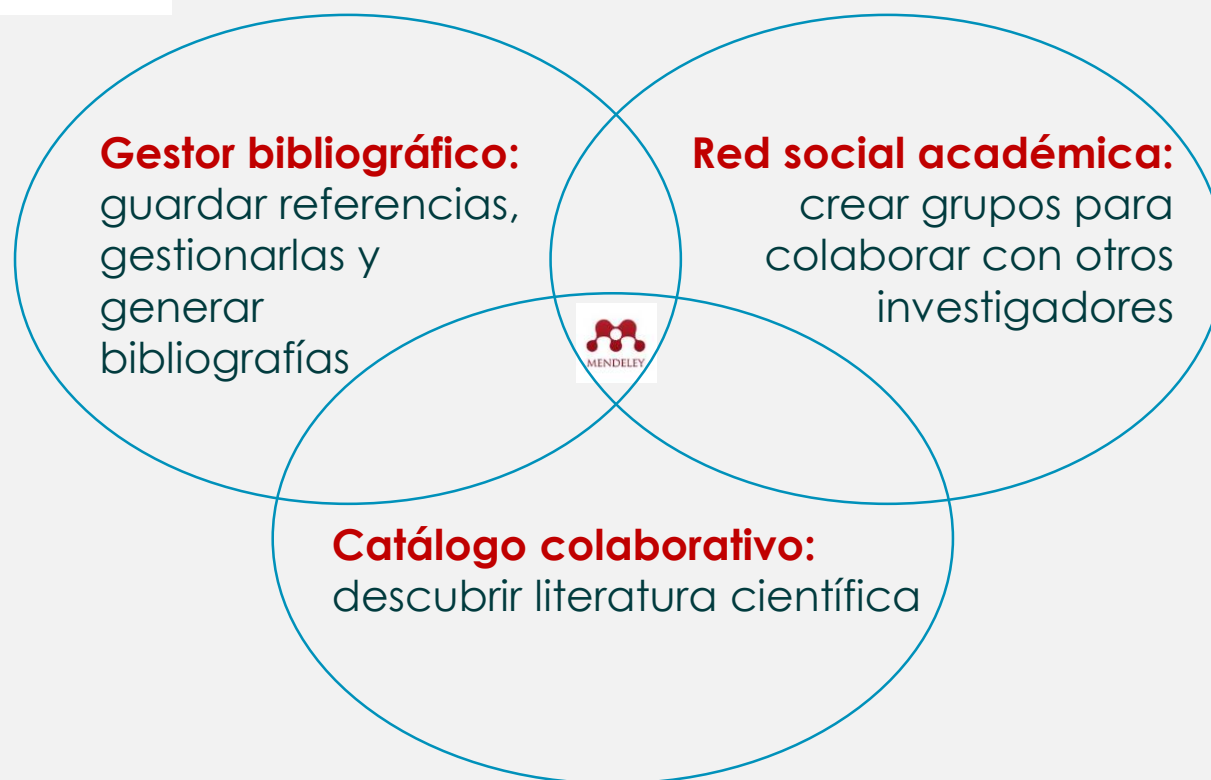 Gestor bibliográfico:
guardar referencias,
gestionarlas y
generar
bibliografías
Red social académica:
crear grupos para
colaborar con otros
investigadores
MENDELEY
Catálogo colaborativo:
descubrir literatura científica